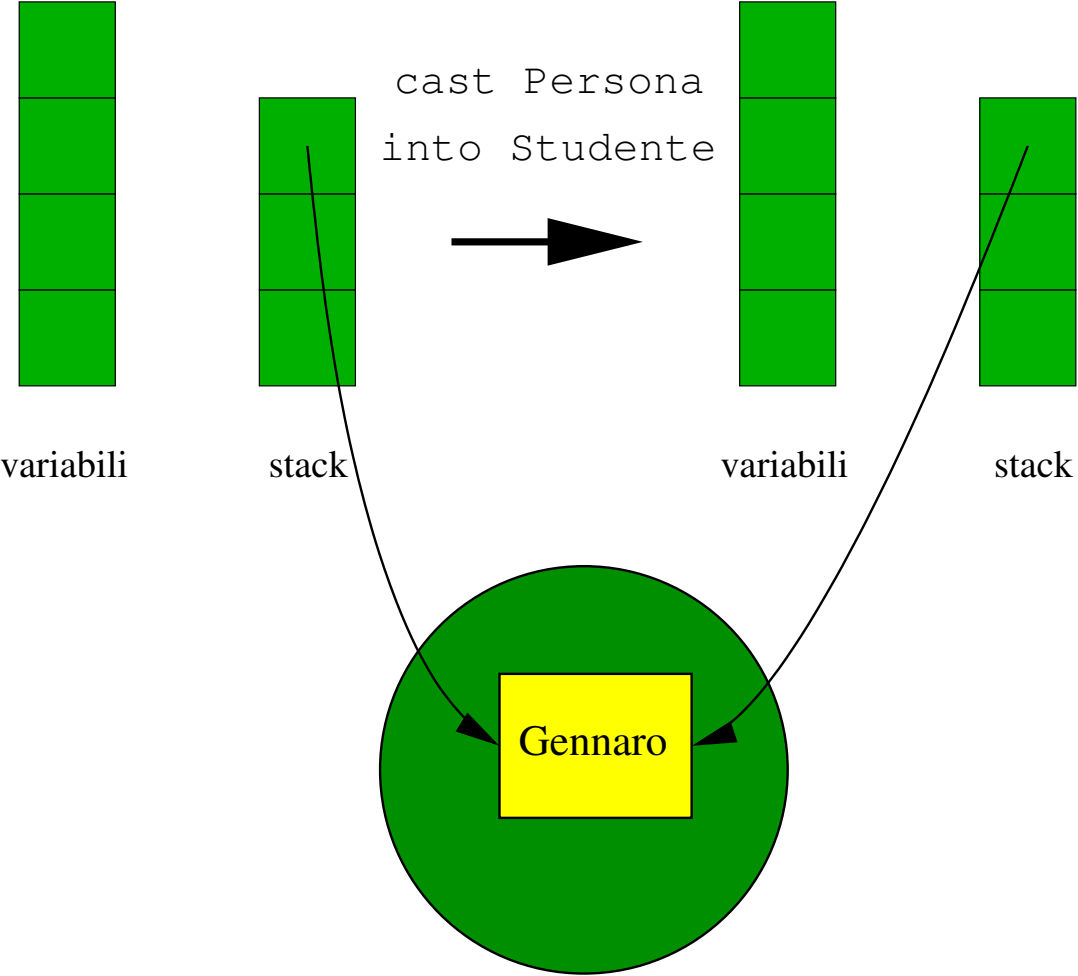 cast Persona
into Studente
variabili
stack
variabili
stack
Gennaro